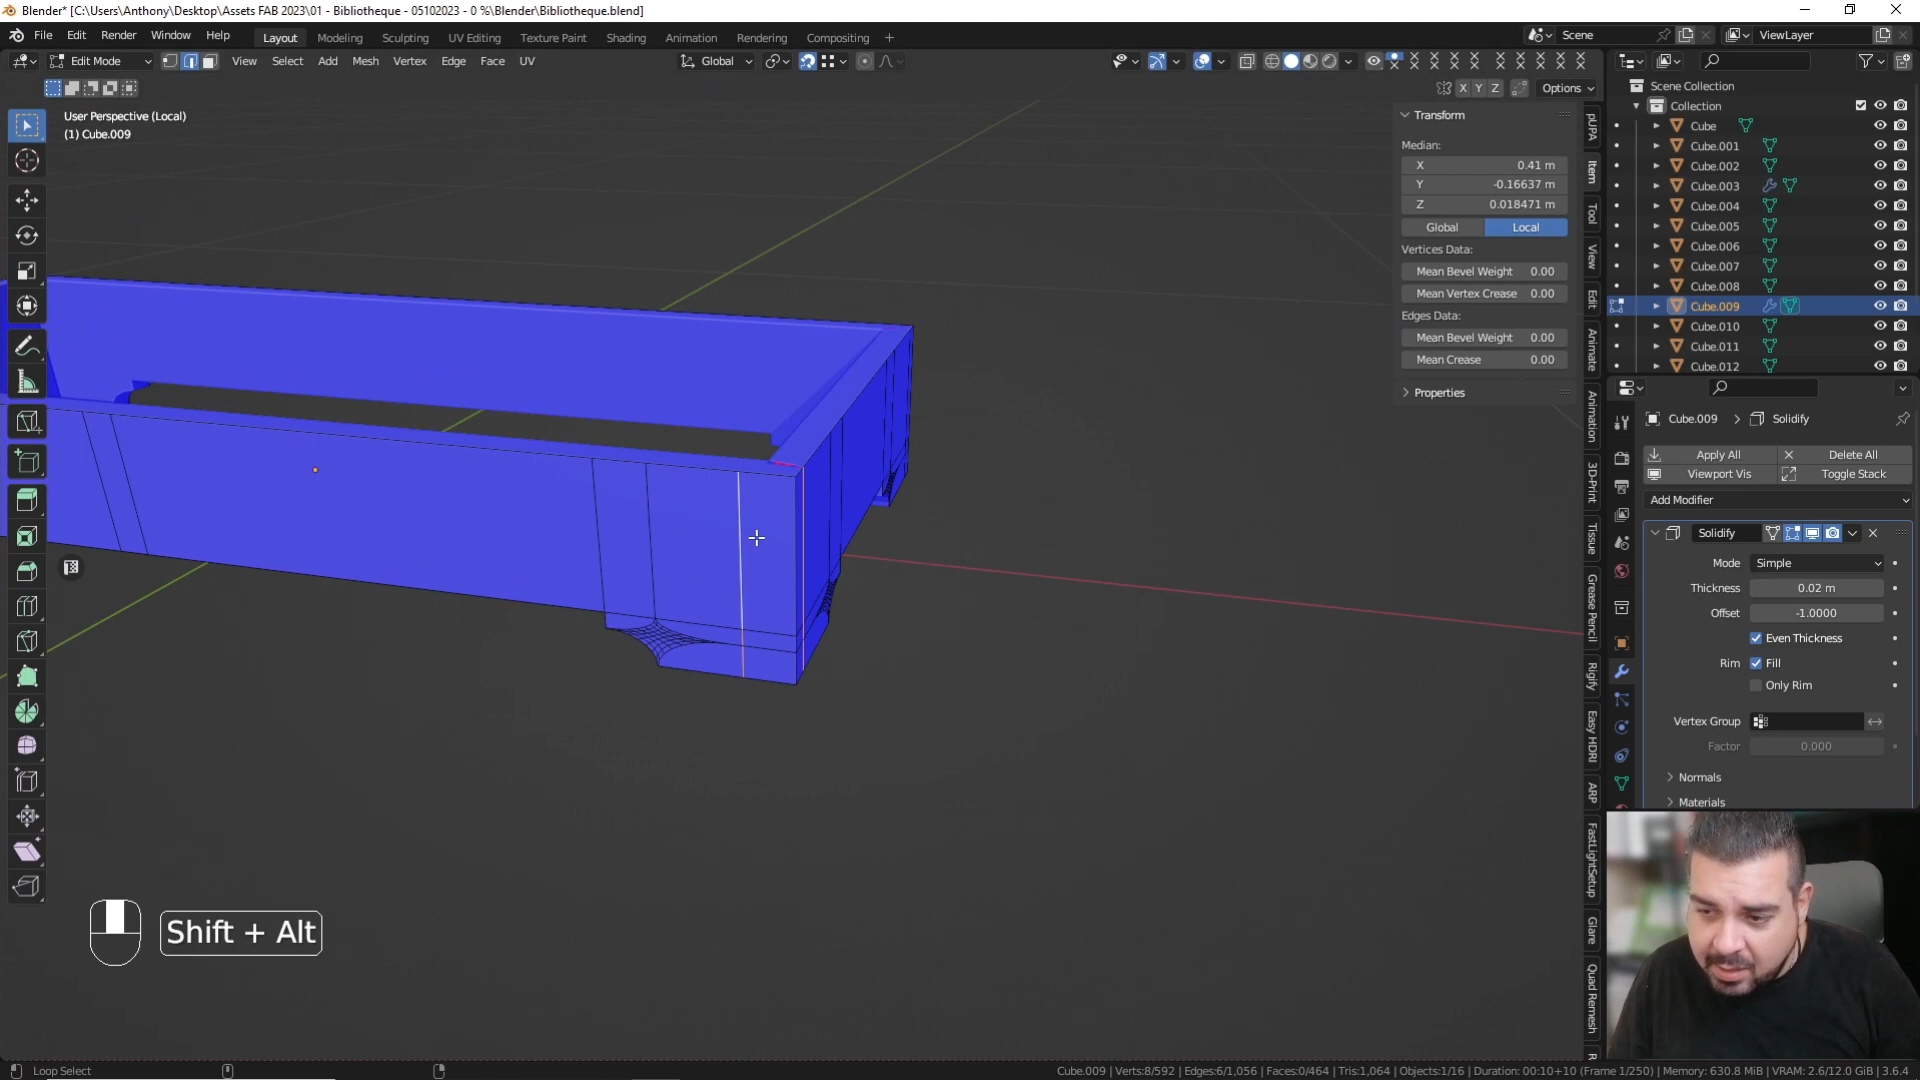 Blender* [C:\Users\Anthony\Desktop\Assets FAB 2023\01 - Bibliotheque - 05102023 - 0 %\Blender\Bibliotheque.blend]
File Edit Render Window Help Layout Modeling Sculpting UV Editing Texture Paint Shading Animation Rendering Compositing + Scene ViewLayer
Edit Mode View Select Add Mesh Vertex Edge Face UV Global
X Y Z Options
User Perspective (Local)
(1) Cube.009
Transform
Median:
X 0.41 m
Y -0.16637 m
Z 0.018471 m
Global Local
Vertices Data:
Mean Bevel Weight 0.00
Mean Vertex Crease 0.00
Edges Data:
Mean Bevel Weight 0.00
Mean Crease 0.00
Properties
pUPA
Item
Tool
View
Edit
Animate
Animation
3D-Print
Tissue
Grease Pencil
Rigify
Easy HDRI
ARP
FastLightSetup
Glare
Quad Remesh
R
Scene Collection
Collection
Cube
Cube.001
Cube.002
Cube.003
Cube.004
Cube.005
Cube.006
Cube.007
Cube.008
Cube.009
Cube.010
Cube.011
Cube.012
Cube.009 > Solidify
Apply All Delete All
Viewport Vis Toggle Stack
Add Modifier
Solidify
Mode Simple
Thickness 0.02 m
Offset -1.0000
Even Thickness
Rim Fill
Only Rim
Vertex Group
Factor 0.000
Normals
Materials
Shift + Alt
Loop Select
Cube.009 | Verts:8/592 | Edges:6/1,056 | Faces:0/464 | Tris:1,064 | Objects:1/16 | Duration: 00:10+10 (Frame 1/250) | Memory: 630.8 MiB | VRAM: 2.6/12.0 GiB | 3.6.4